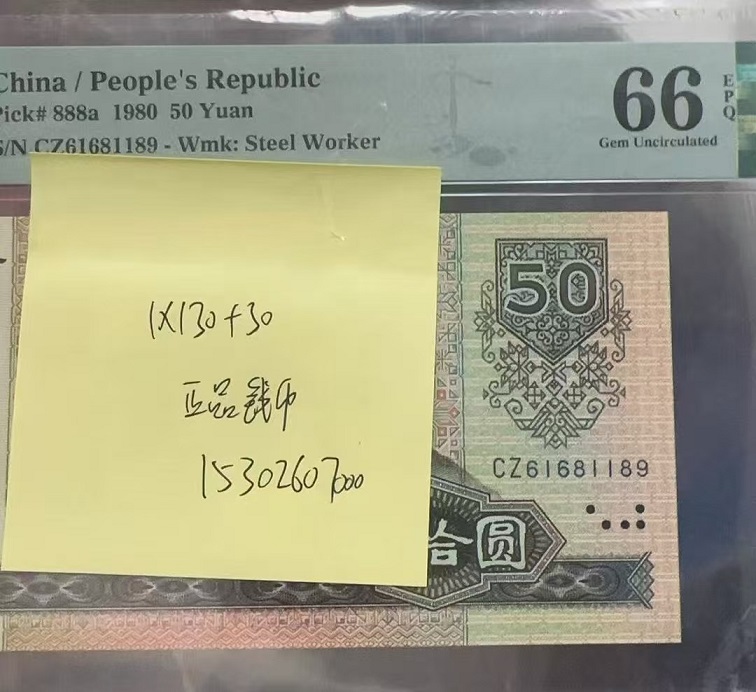 China / People's Republic
Pick# 888a 1980 50 Yuan
S/N CZ61681189 - Wmk: Steel Worker
66
EPQ
Gem Uncirculated
1X130+30
正品钱币
15302607000
50
CZ61681189
拾圆